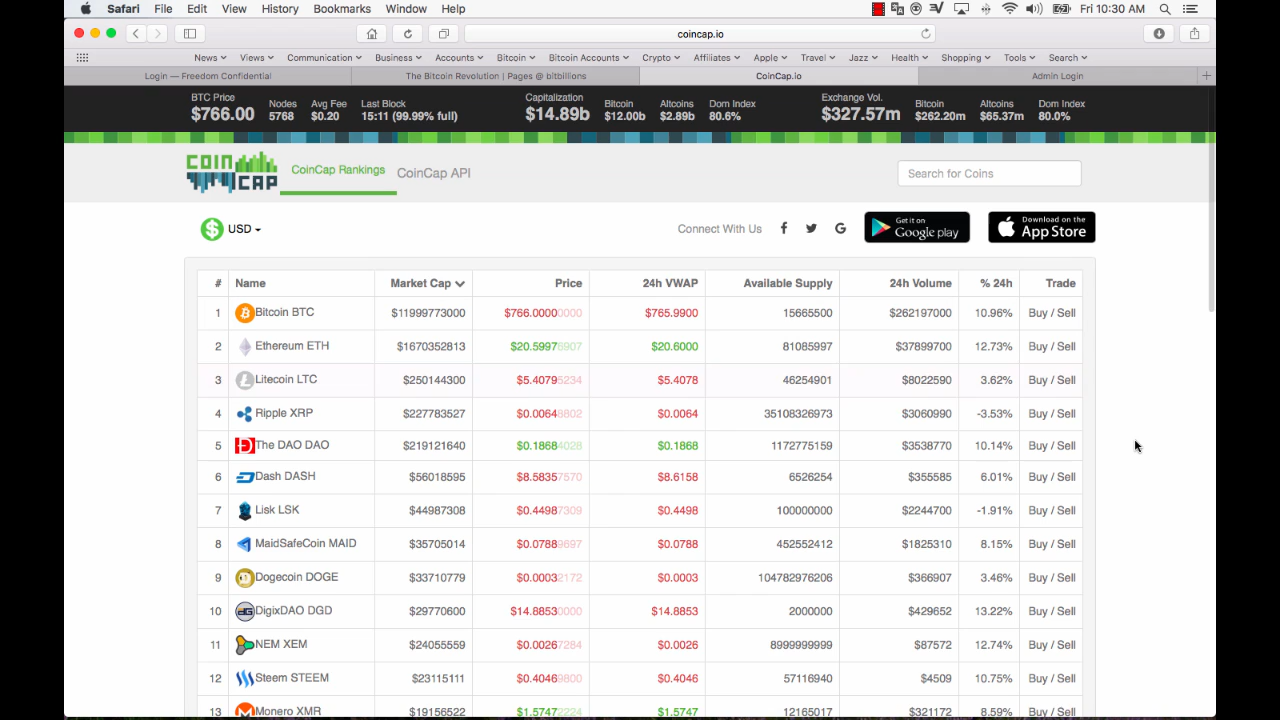 Safari File Edit View History Bookmarks Window Help Fri 10:30 AM
coincap.io
News Views Communication Business Accounts Bitcoin Bitcoin Accounts Crypto Affiliates Apple Travel Jazz Health Shopping Tools Search
Login — Freedom Confidential The Bitcoin Revolution | Pages @ bitbillions CoinCap.io Admin Login
BTC Price Nodes Avg Fee Last Block Capitalization Bitcoin Altcoins Dom Index Exchange Vol. Bitcoin Altcoins Dom Index
$766.00 5768 $0.20 15:11 (99.99% full) $14.89b $12.00b $2.89b 80.6% $327.57m $262.20m $65.37m 80.0%
COIN CAP CoinCap Rankings CoinCap API Search for Coins
USD Connect With Us Get it on Google play Download on the App Store
# Name Market Cap Price 24h VWAP Available Supply 24h Volume % 24h Trade
1 Bitcoin BTC $11999773000 $766.00000000 $765.9900 15665500 $262197000 10.96% Buy / Sell
2 Ethereum ETH $1670352813 $20.59976907 $20.6000 81085997 $37899700 12.73% Buy / Sell
3 Litecoin LTC $250144300 $5.40795234 $5.4078 46254901 $8022590 3.62% Buy / Sell
4 Ripple XRP $227783527 $0.00648802 $0.0064 35108326973 $3060990 -3.53% Buy / Sell
5 The DAO DAO $219121640 $0.18684028 $0.1868 1172775159 $3538770 10.14% Buy / Sell
6 Dash DASH $56018595 $8.58357570 $8.6158 6526254 $355585 6.01% Buy / Sell
7 Lisk LSK $44987308 $0.44987309 $0.4498 100000000 $2244700 -1.91% Buy / Sell
8 MaidSafeCoin MAID $35705014 $0.07889697 $0.0788 452552412 $1825310 8.15% Buy / Sell
9 Dogecoin DOGE $33710779 $0.00032172 $0.0003 104782976206 $366907 3.46% Buy / Sell
10 DigixDAO DGD $29770600 $14.88530000 $14.8853 2000000 $429652 13.22% Buy / Sell
11 NEM XEM $24055559 $0.00267284 $0.0026 8999999999 $87572 12.74% Buy / Sell
12 Steem STEEM $23115111 $0.40469800 $0.4046 57116940 $4509 10.75% Buy / Sell
13 Monero XMR $19156522 $1.57472224 $1.5747 12165017 $321172 8.59% Buy / Sell